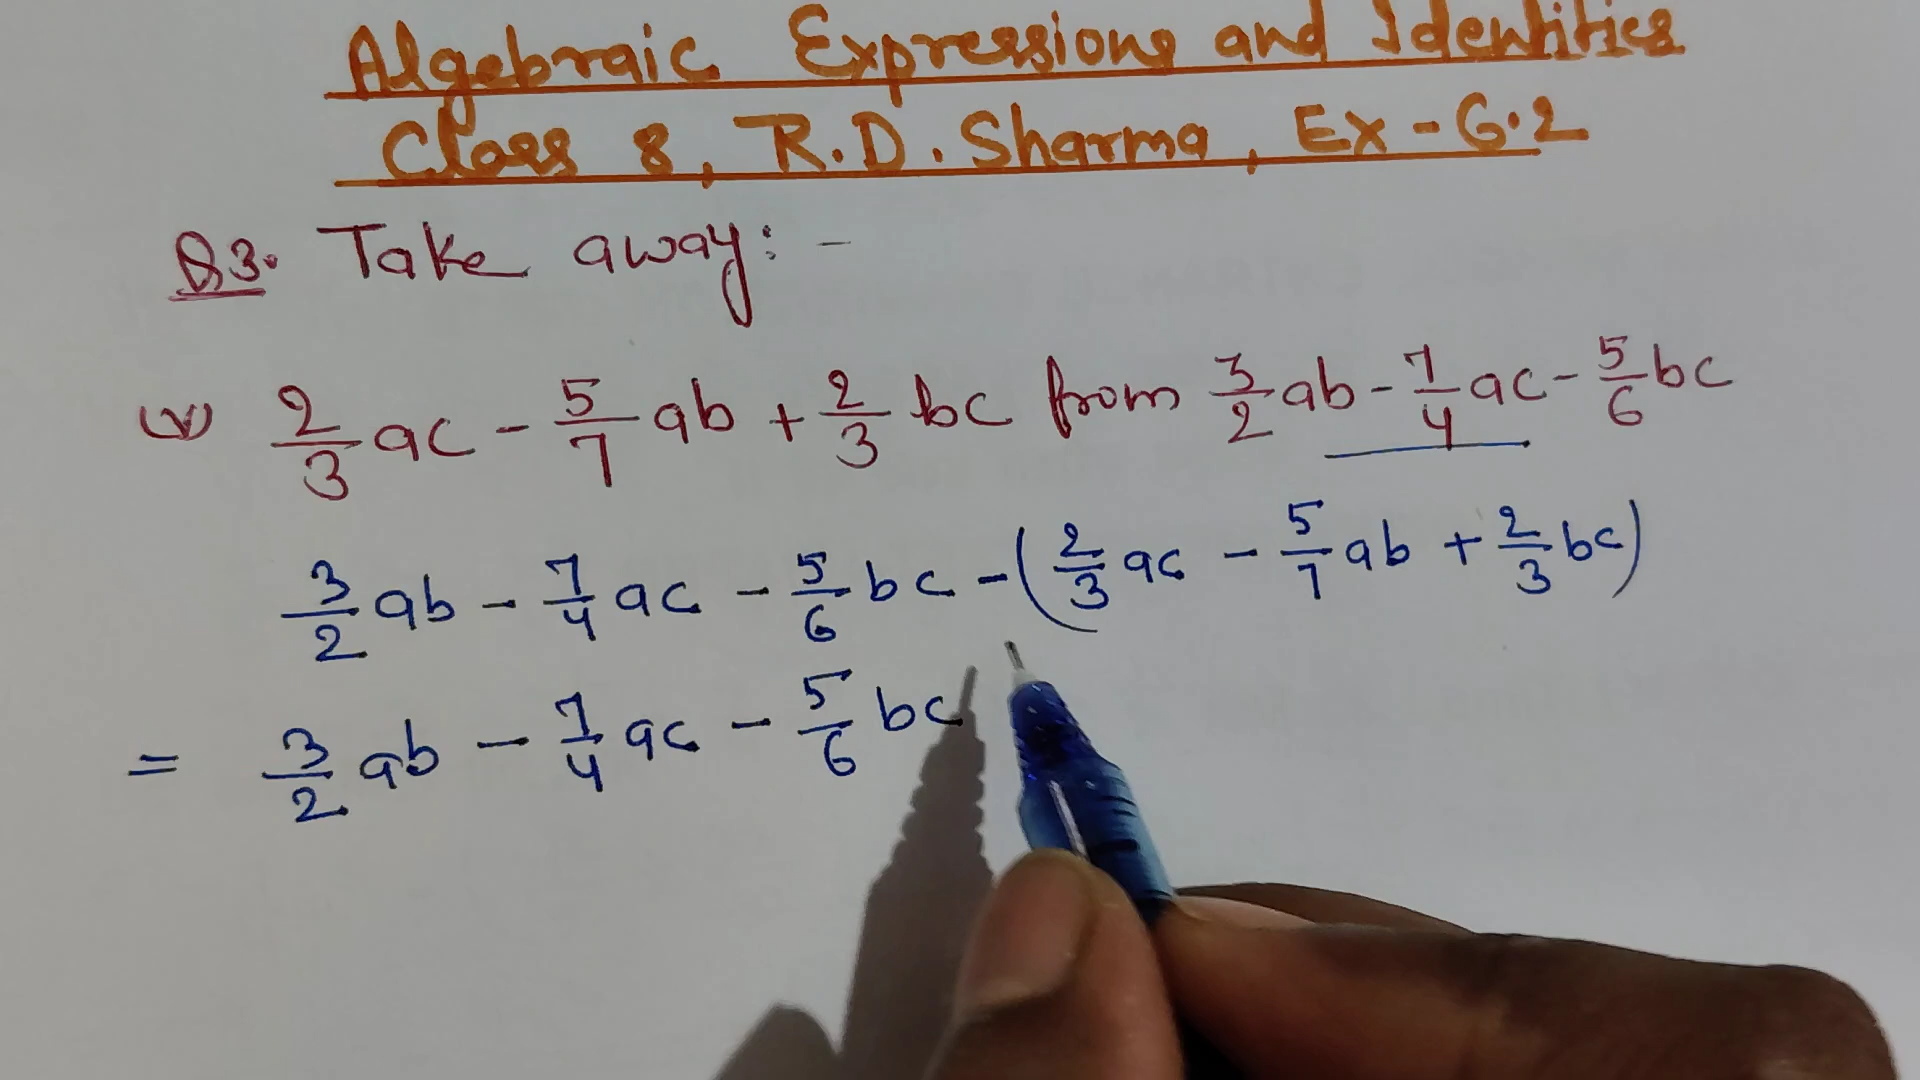 Algebraic Expressions and Identities
Class 8, R.D. Sharma, Ex - 6.2
Q3. Take away: -
(v) 2/3 ac - 5/7 ab + 2/3 bc from 3/2 ab - 7/4 ac - 5/6 bc
3/2 ab - 7/4 ac - 5/6 bc - (2/3 ac - 5/7 ab + 2/3 bc)
= 3/2 ab - 7/4 ac - 5/6 bc